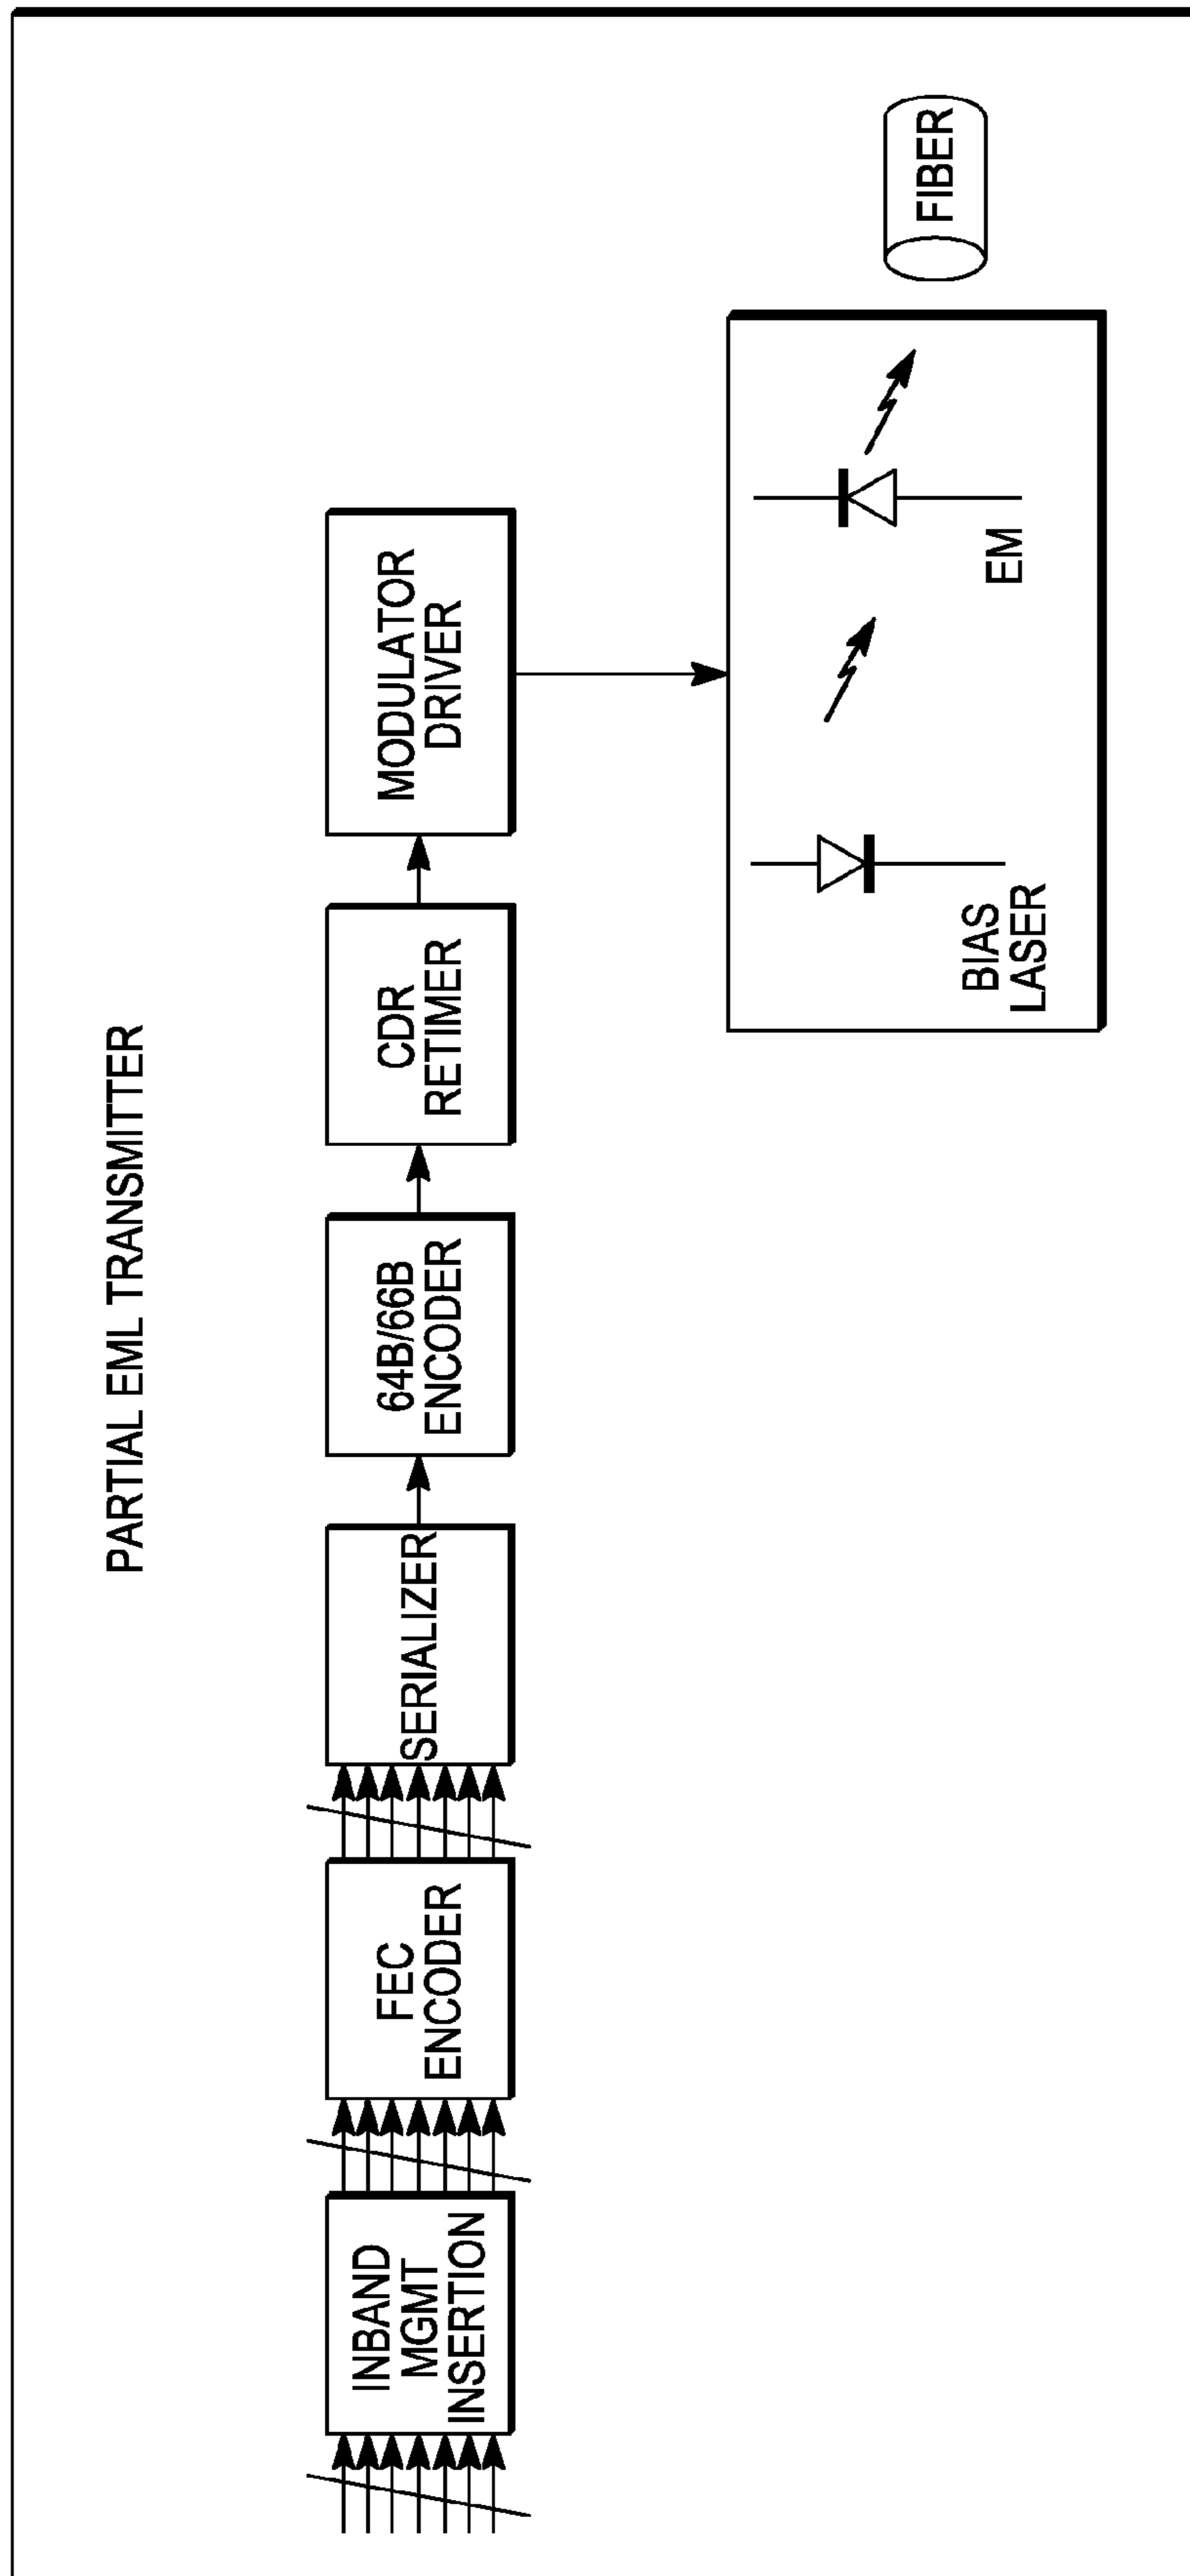 PARTIAL EML TRANSMITTER
INBAND
MGMT
INSERTION
FEC
ENCODER
SERIALIZER
64B/66B
ENCODER
CDR
RETIMER
MODULATOR
DRIVER
BIAS
LASER
EM
FIBER